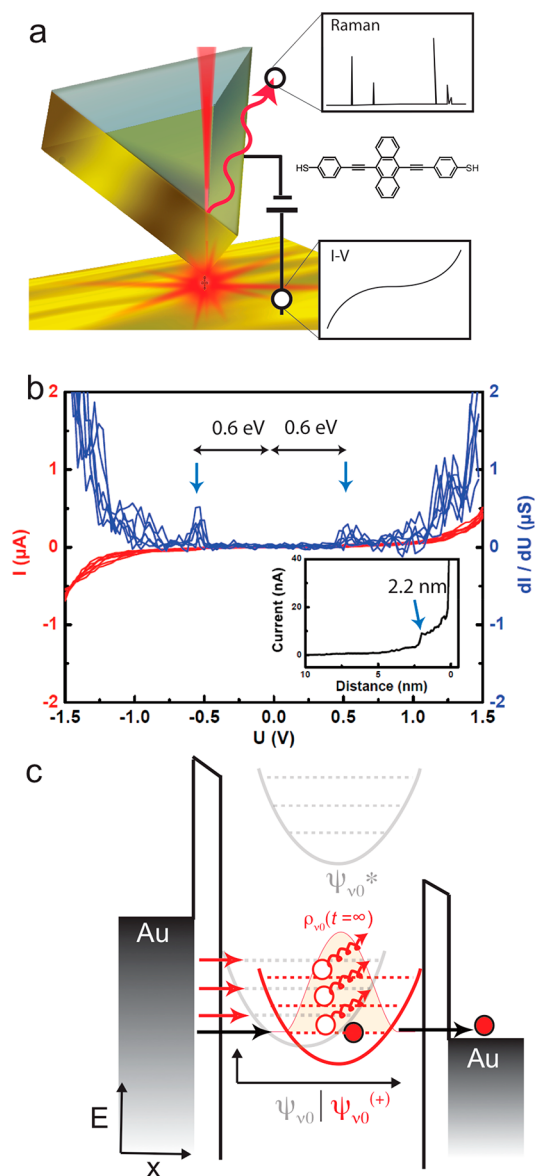 a
Raman
HS
SH
I-V
b
0.6 eV 0.6 eV
2 2
1 1
0 0
-1 -1
-2 -2
I (μA)
dI / dU (μS)
40
20
0
Current (nA)
2.2 nm
10 5 0
Distance (nm)
-1.5 -1.0 -0.5 0.0 0.5 1.0 1.5
U (V)
c
Ψν0*
Au
ρν0(t =∞)
Au
Ψν0 | Ψν0(+)
E
x